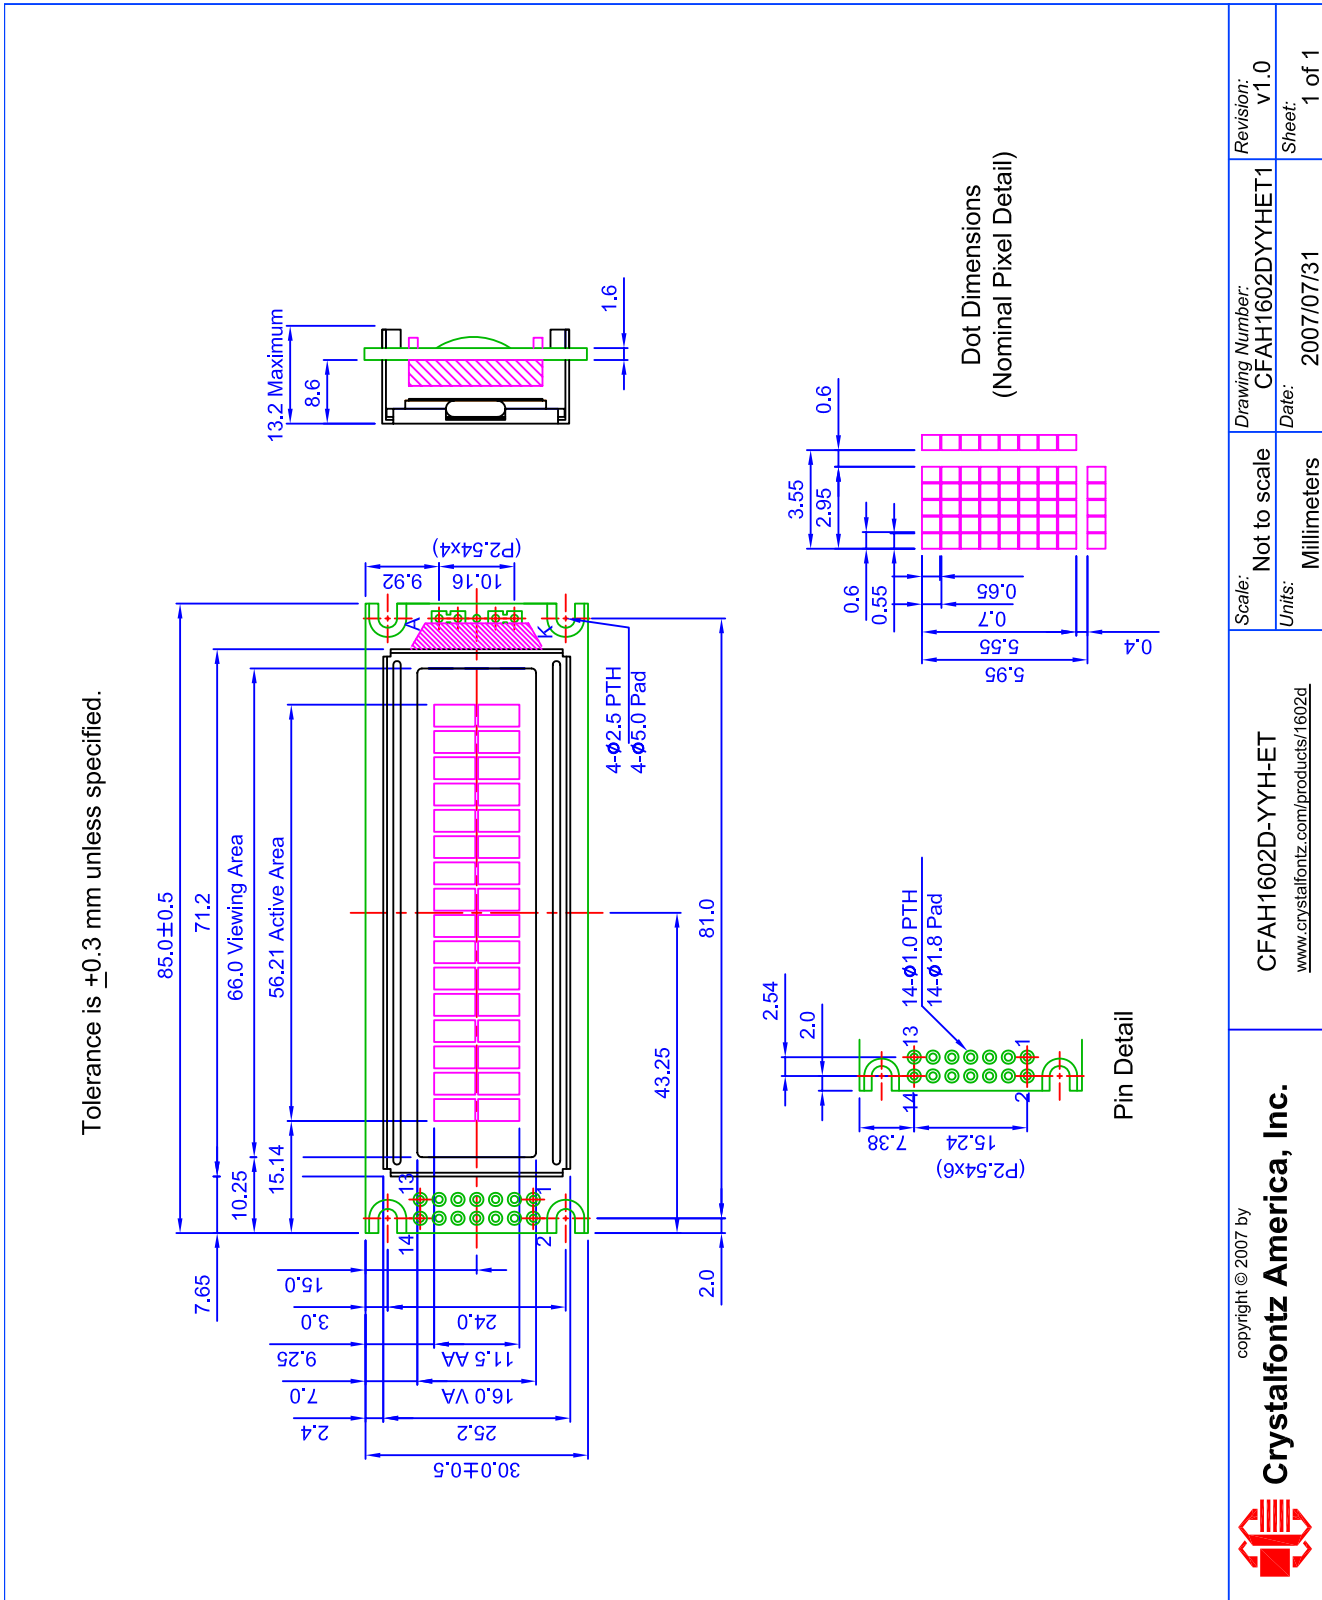 Tolerance is +0.3 mm unless specified.
85.0±0.5
71.2
66.0 Viewing Area
56.21 Active Area
7.65
10.25
15.14
15.0
3.0
24.0
9.25
11.5 AA
7.0
16.0 VA
2.4
25.2
30.0±0.5
14
13
2
1
A
K
9.92
10.16
(P2.54x4)
4-ϕ2.5 PTH
4-ϕ5.0 Pad
43.25
81.0
2.0
13.2 Maximum
8.6
1.6
2.54
2.0
14-ϕ1.0 PTH
14-ϕ1.8 Pad
14
13
2
1
7.38
15.24
(P2.54x6)
Pin Detail
3.55
2.95
0.6
0.6
0.55
0.65
0.7
5.55
5.95
0.4
Dot Dimensions
(Nominal Pixel Detail)
copyright © 2007 by
Crystalfontz America, Inc.
CFAH1602D-YYH-ET
www.crystalfontz.com/products/1602d
Scale:
Not to scale
Units:
Millimeters
Drawing Number:
CFAH1602DYYHET1
Date:
2007/07/31
Revision:
v1.0
Sheet:
1 of 1